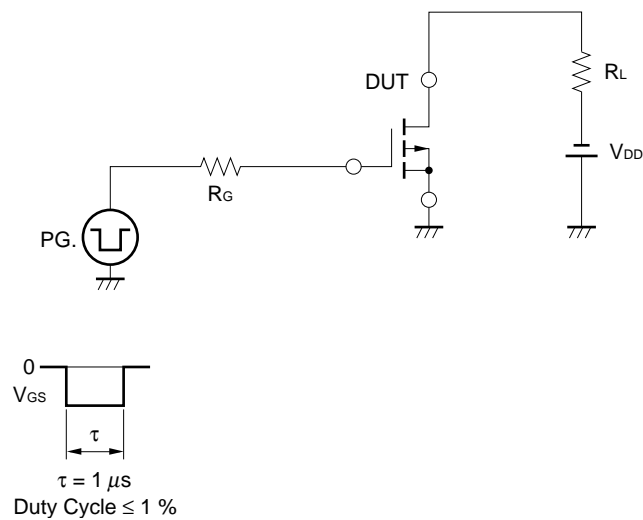 DUT
RL
VDD
RG
PG.
0
VGS
τ
τ = 1 μs
Duty Cycle ≤ 1 %